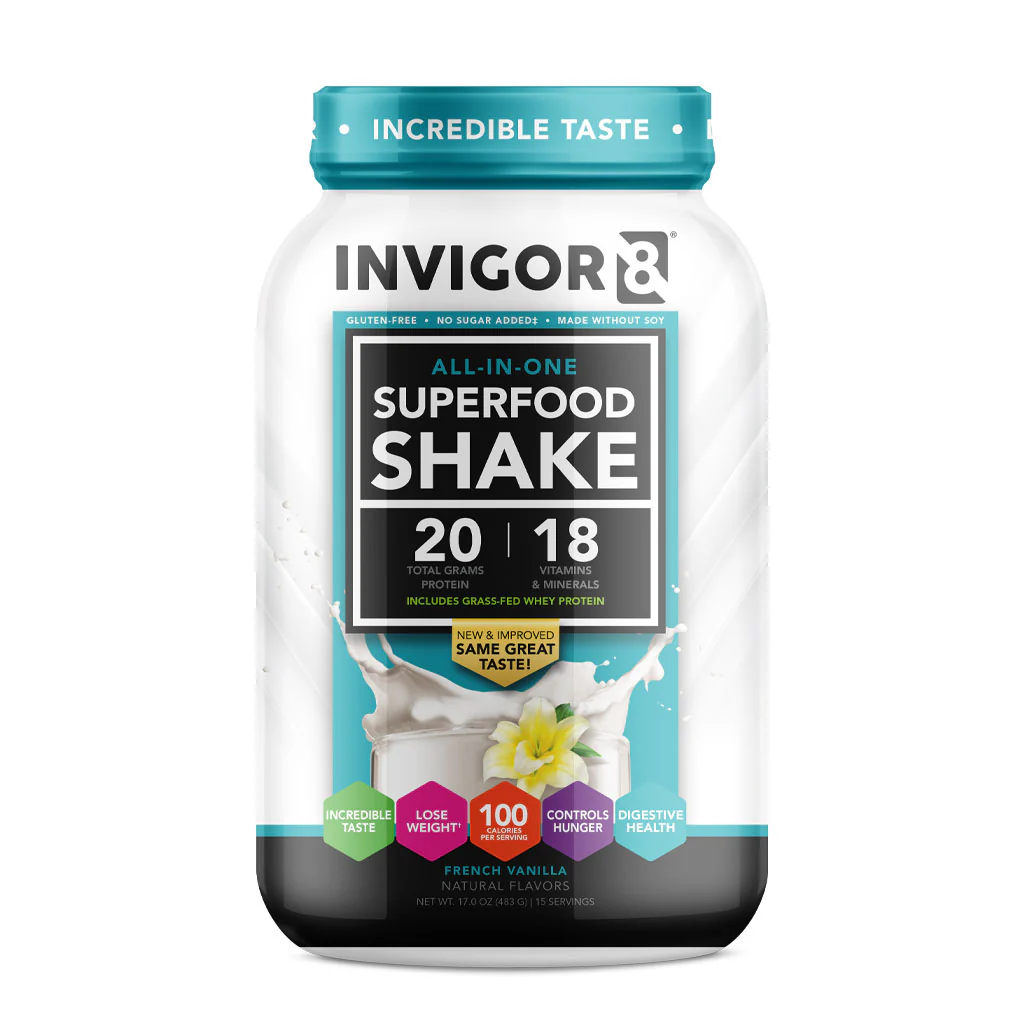 R • INCREDIBLE TASTE •
INVIGOR8®
GLUTEN-FREE • NO SUGAR ADDED‡ • MADE WITHOUT SOY
ALL-IN-ONE
SUPERFOOD
SHAKE
20 | 18
TOTAL GRAMS VITAMINS
PROTEIN & MINERALS
INCLUDES GRASS-FED WHEY PROTEIN
NEW & IMPROVED
SAME GREAT
TASTE!
INCREDIBLE
TASTE
LOSE
WEIGHT†
100
CALORIES
PER SERVING
CONTROLS
HUNGER
DIGESTIVE
HEALTH
FRENCH VANILLA
NATURAL FLAVORS
NET WT. 17.0 OZ (483 G) | 15 SERVINGS